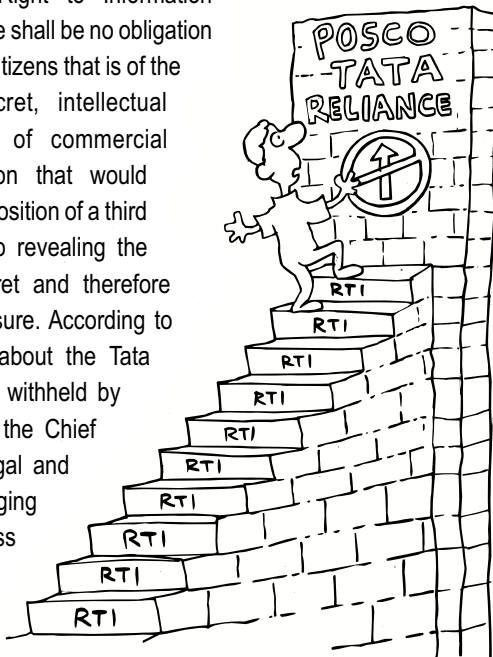 Right to Information
e shall be no obligation
tizens that is of the
cret, intellectual
of commercial
on that would
osition of a third
o revealing the
ret and therefore
sure. According to
about the Tata
withheld by
the Chief
gal and
ging
ss
POSCO
TATA
RELIANCE
RTI
RTI
RTI
RTI
RTI
RTI
RTI
RTI
RTI
RTI